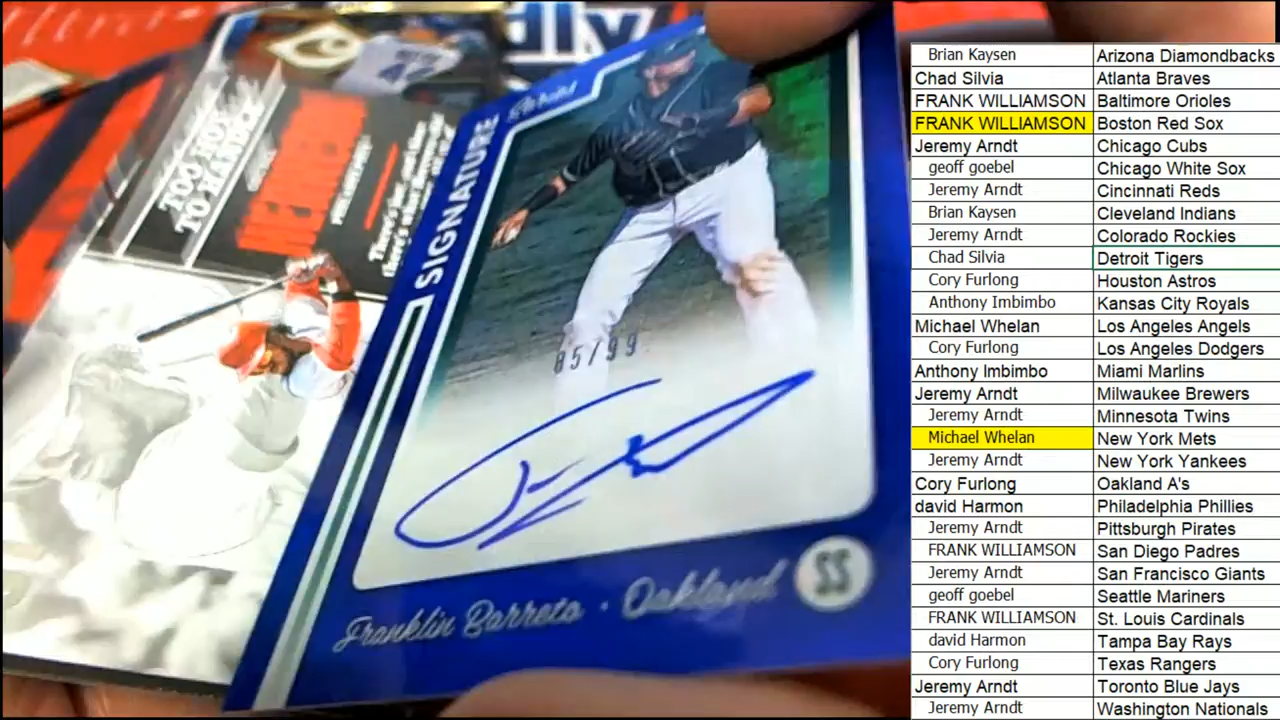 dly
TOO HOT
TO HANDLE
There's
SIGNATURE
85/99
Franklin Barreto · Oakland
SS
Brian Kaysen Arizona Diamondbacks
Chad Silvia Atlanta Braves
FRANK WILLIAMSON Baltimore Orioles
FRANK WILLIAMSON Boston Red Sox
Jeremy Arndt Chicago Cubs
geoff goebel Chicago White Sox
Jeremy Arndt Cincinnati Reds
Brian Kaysen Cleveland Indians
Jeremy Arndt Colorado Rockies
Chad Silvia Detroit Tigers
Cory Furlong Houston Astros
Anthony Imbimbo Kansas City Royals
Michael Whelan Los Angeles Angels
Cory Furlong Los Angeles Dodgers
Anthony Imbimbo Miami Marlins
Jeremy Arndt Milwaukee Brewers
Jeremy Arndt Minnesota Twins
Michael Whelan New York Mets
Jeremy Arndt New York Yankees
Cory Furlong Oakland A's
david Harmon Philadelphia Phillies
Jeremy Arndt Pittsburgh Pirates
FRANK WILLIAMSON San Diego Padres
Jeremy Arndt San Francisco Giants
geoff goebel Seattle Mariners
FRANK WILLIAMSON St. Louis Cardinals
david Harmon Tampa Bay Rays
Cory Furlong Texas Rangers
Jeremy Arndt Toronto Blue Jays
Jeremy Arndt Washington Nationals